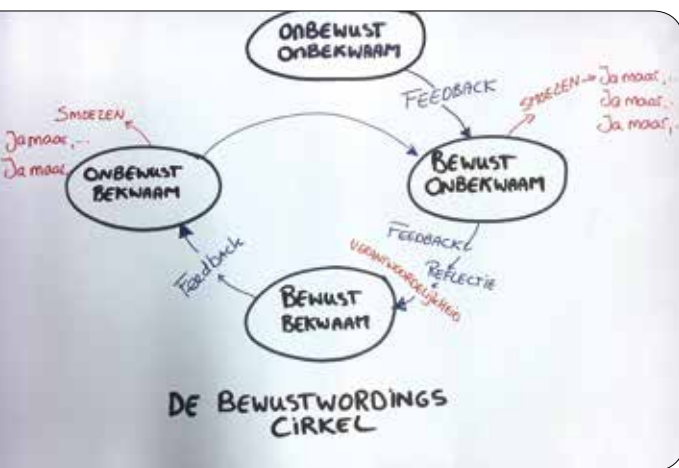 ONBEWUST
ONBEKWAAM
FEEDBACK
SMOEZEN → Ja maar,...
Ja maar,..
Ja maar,..
SMOEZEN
Ja maar,..
Ja maar,
ONBEWUST
BEKWAAM
BEWUST
ONBEKWAAM
FEEDBACK
REFLECTIE
VERANTWOORDELIJKHEID
Feedback
BEWUST
BEKWAAM
DE BEWUSTWORDINGS
CIRKEL